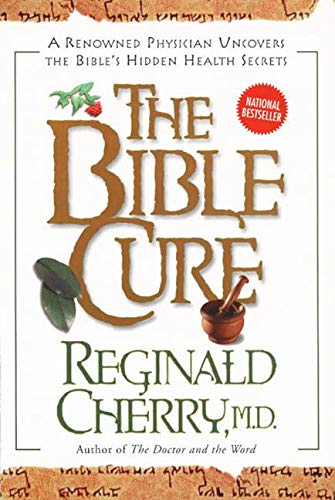 A RENOWNED PHYSICIAN UNCOVERS
THE BIBLE'S HIDDEN HEALTH SECRETS
NATIONAL
BESTSELLER
THE
BIBLE
CURE
REGINALD
CHERRY, M.D.
Author of The Doctor and the Word